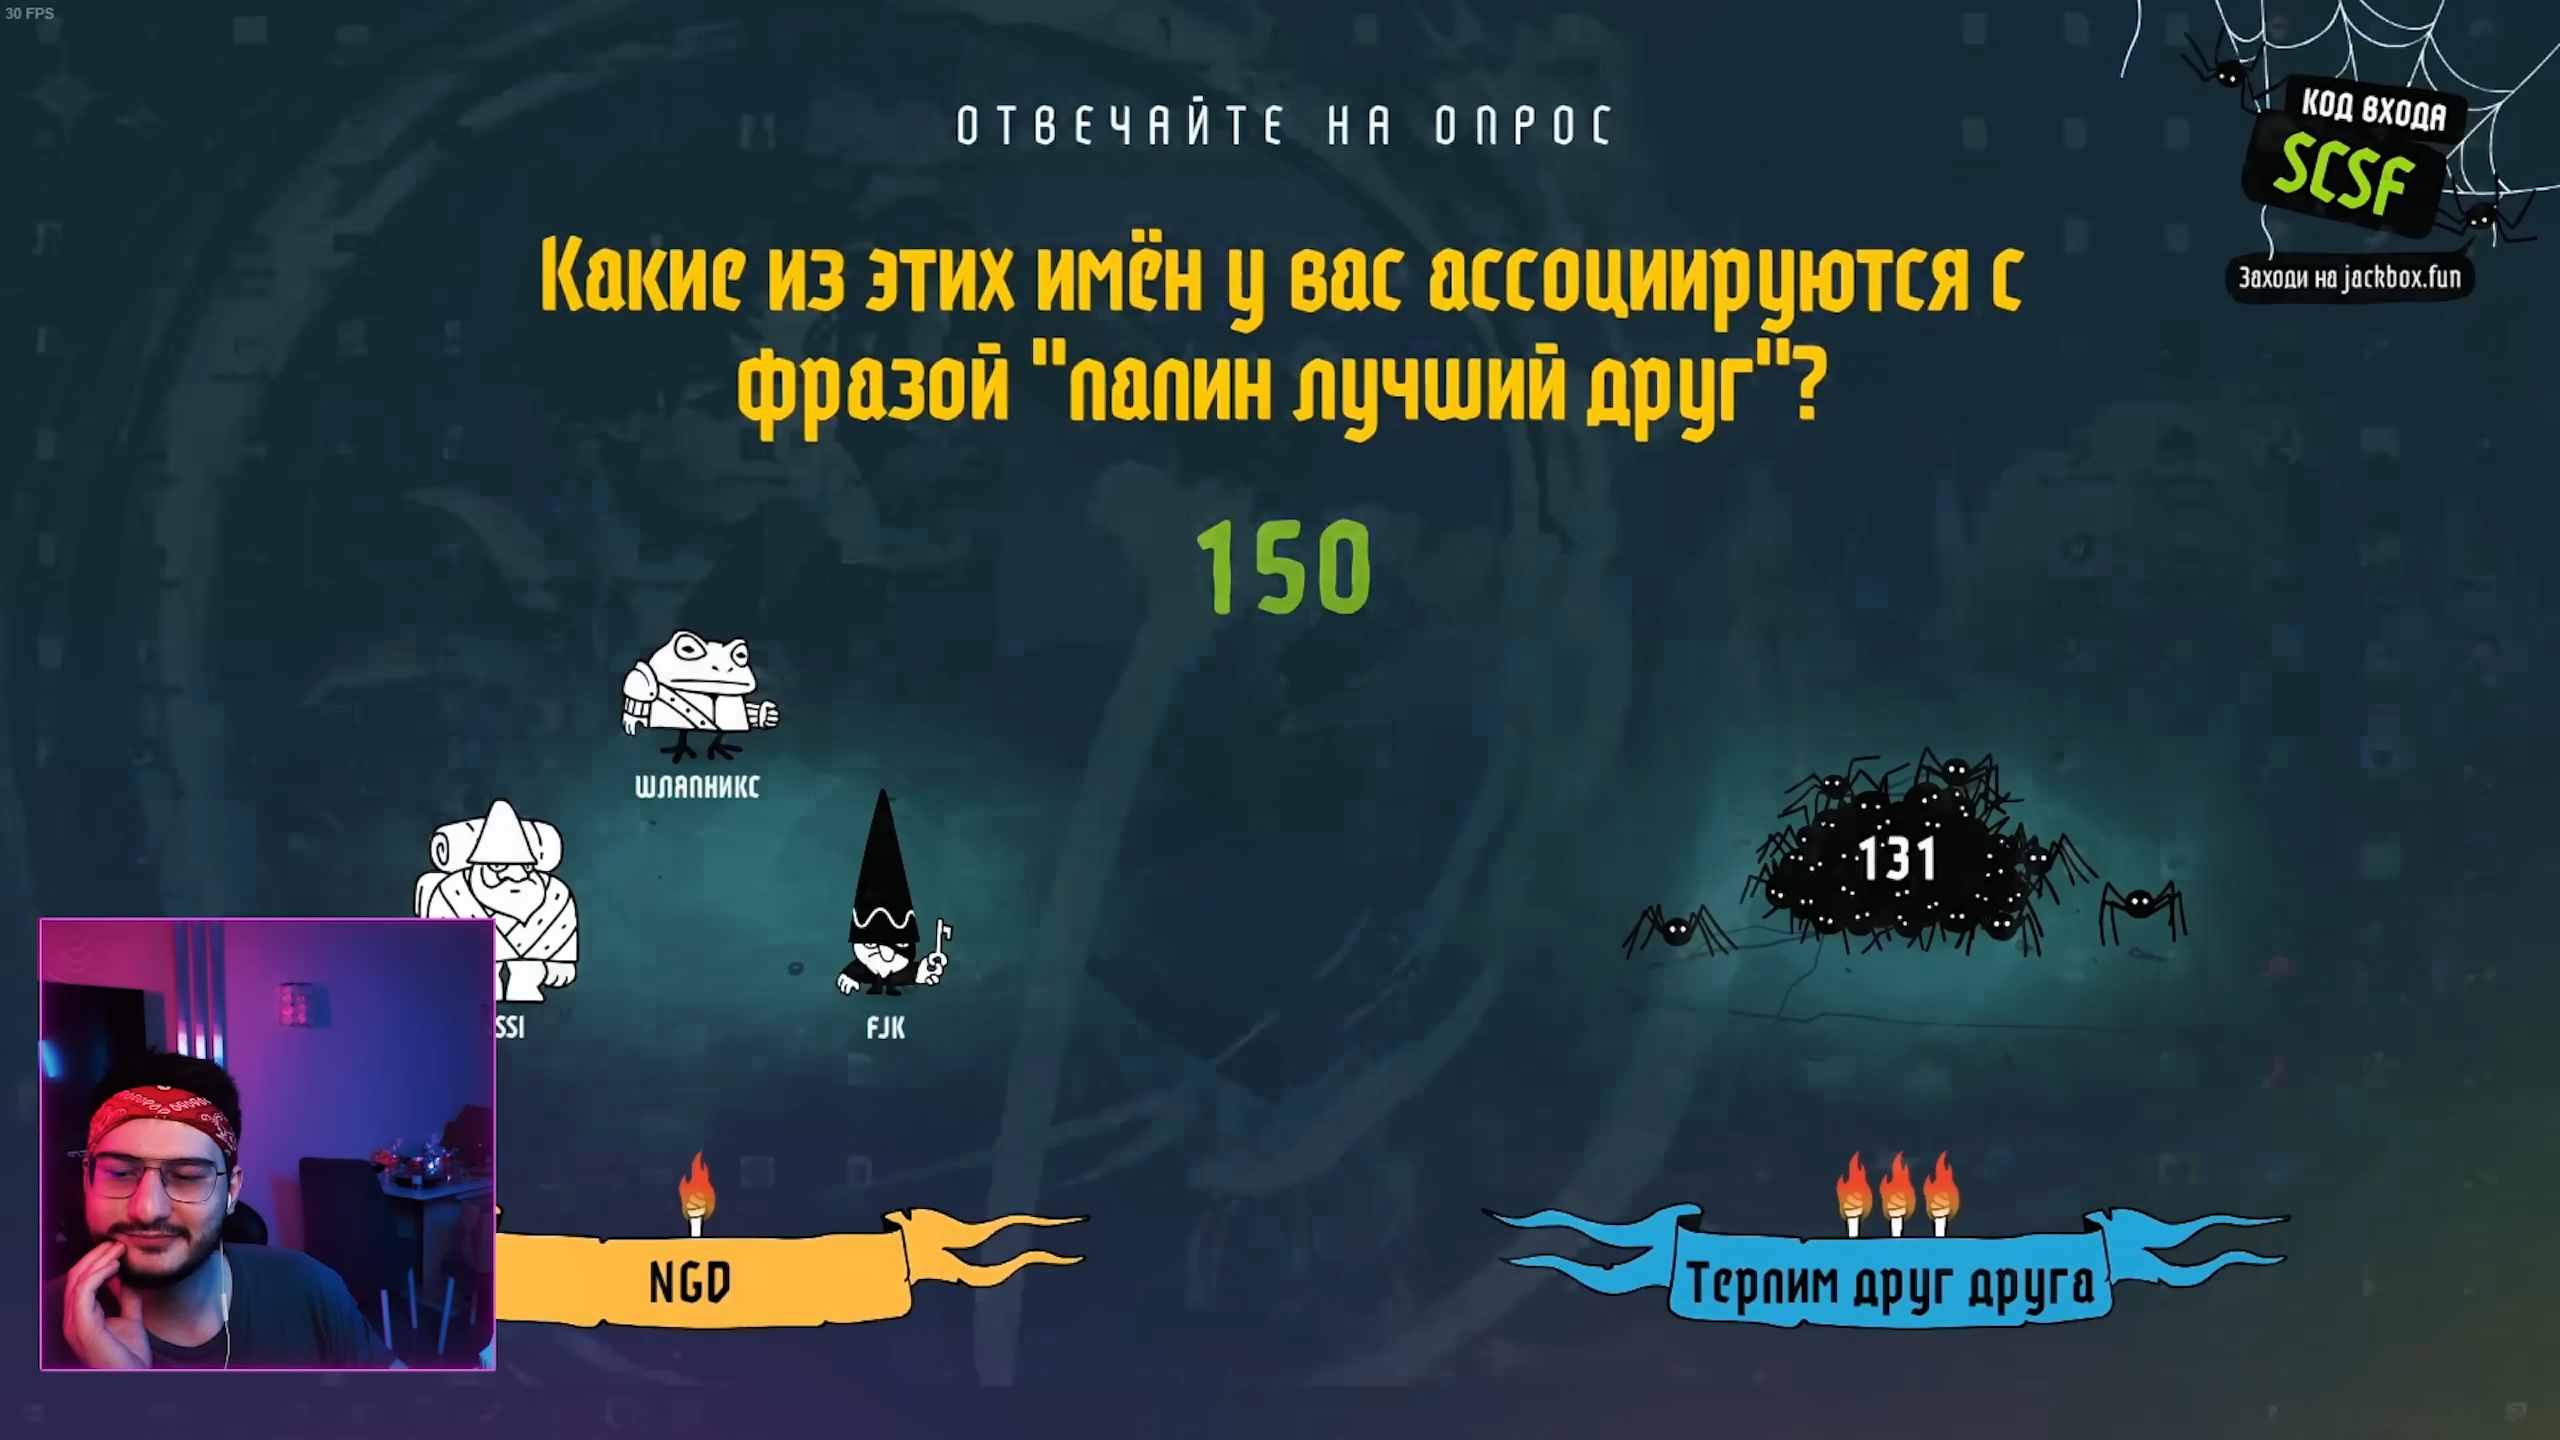 30 FPS
ОТВЕЧАЙТЕ НА ОПРОС
КОД ВХОДА
SCSF
Заходи на jackbox.fun
Какие из этих имён у вас ассоциируются с
фразой "папин лучший друг"?
150
ШЛЯПНИКС
131
SSI
FJK
NGD
Терпим друг друга